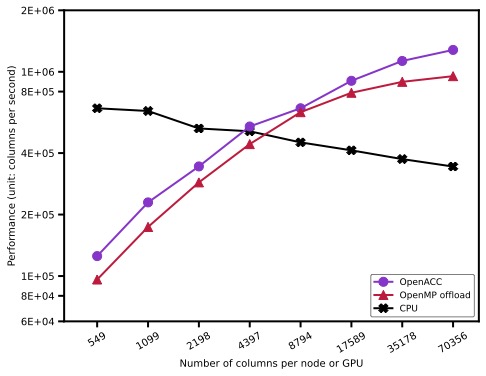 2E+06
1E+06
8E+05
4E+05
2E+05
1E+05
8E+04
6E+04
Performance (unit: columns per second)
OpenACC
OpenMP offload
CPU
549 1099 2198 4397 8794 17589 35178 70356
Number of columns per node or GPU